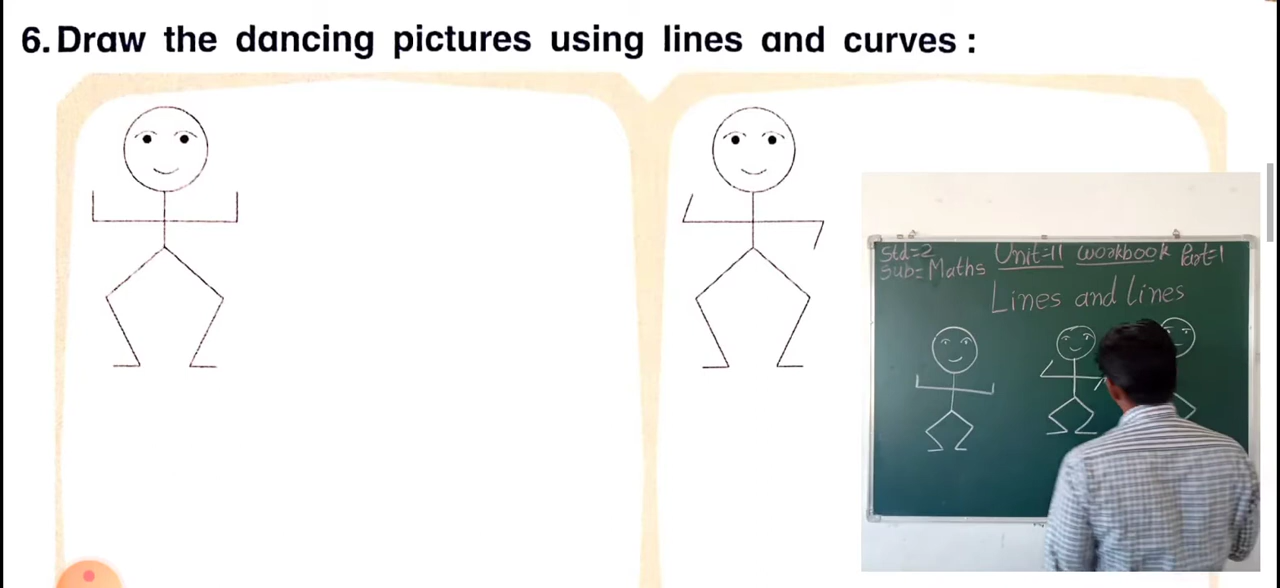 6. Draw the dancing pictures using lines and curves :
Std=2 Unit=11 workbook Part=1
Sub= Maths
Lines and lines